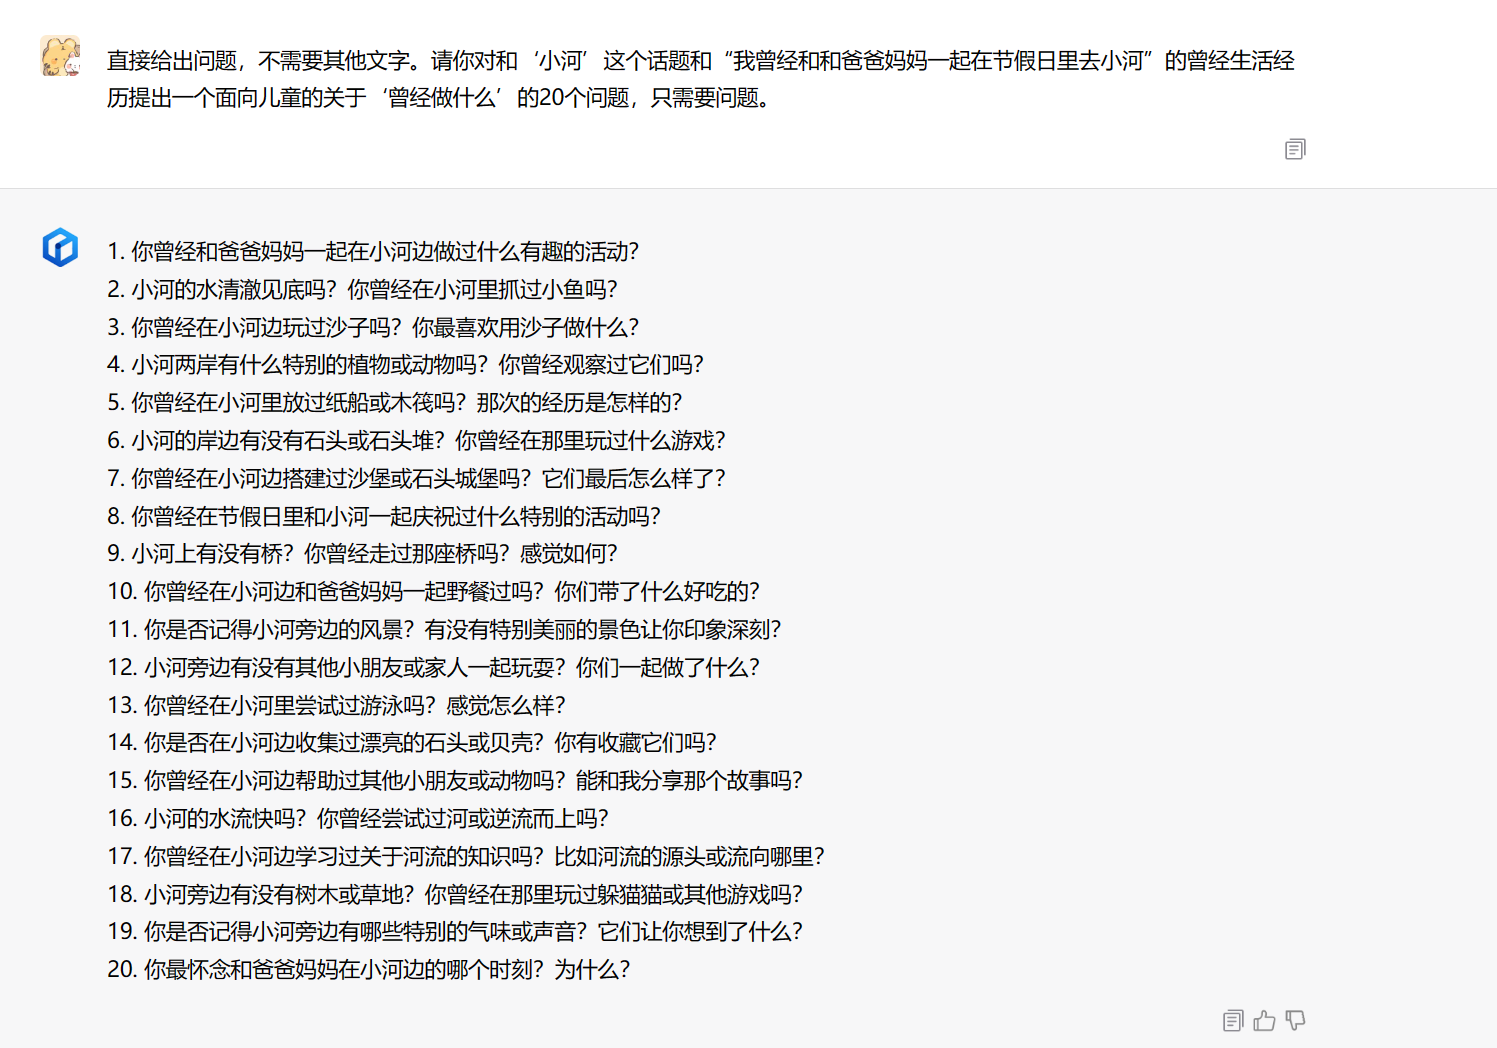 直接给出问题，不需要其他文字。请你对和‘小河’这个话题和“我曾经和和爸爸妈妈一起在节假日里去小河”的曾经生活经
历提出一个面向儿童的关于‘曾经做什么’的20个问题，只需要问题。
1. 你曾经和爸爸妈妈一起在小河边做过什么有趣的活动？
2. 小河的水清澈见底吗？你曾经在小河里抓过小鱼吗？
3. 你曾经在小河边玩过沙子吗？你最喜欢用沙子做什么？
4. 小河两岸有什么特别的植物或动物吗？你曾经观察过它们吗？
5. 你曾经在小河里放过纸船或木筏吗？那次的经历是怎样的？
6. 小河的岸边有没有石头或石头堆？你曾经在那里玩过什么游戏？
7. 你曾经在小河边搭建过沙堡或石头城堡吗？它们最后怎么样了？
8. 你曾经在节假日里和小河一起庆祝过什么特别的活动吗？
9. 小河上有没有桥？你曾经走过那座桥吗？感觉如何？
10. 你曾经在小河边和爸爸妈妈一起野餐过吗？你们带了什么好吃的？
11. 你是否记得小河旁边的风景？有没有特别美丽的景色让你印象深刻？
12. 小河旁边有没有其他小朋友或家人一起玩耍？你们一起做了什么？
13. 你曾经在小河里尝试过游泳吗？感觉怎么样？
14. 你是否在小河边收集过漂亮的石头或贝壳？你有收藏它们吗？
15. 你曾经在小河边帮助过其他小朋友或动物吗？能和我分享那个故事吗？
16. 小河的水流快吗？你曾经尝试过河或逆流而上吗？
17. 你曾经在小河边学习过关于河流的知识吗？比如河流的源头或流向哪里？
18. 小河旁边有没有树木或草地？你曾经在那里玩过躲猫猫或其他游戏吗？
19. 你是否记得小河旁边有哪些特别的气味或声音？它们让你想到了什么？
20. 你最怀念和爸爸妈妈在小河边的哪个时刻？为什么？